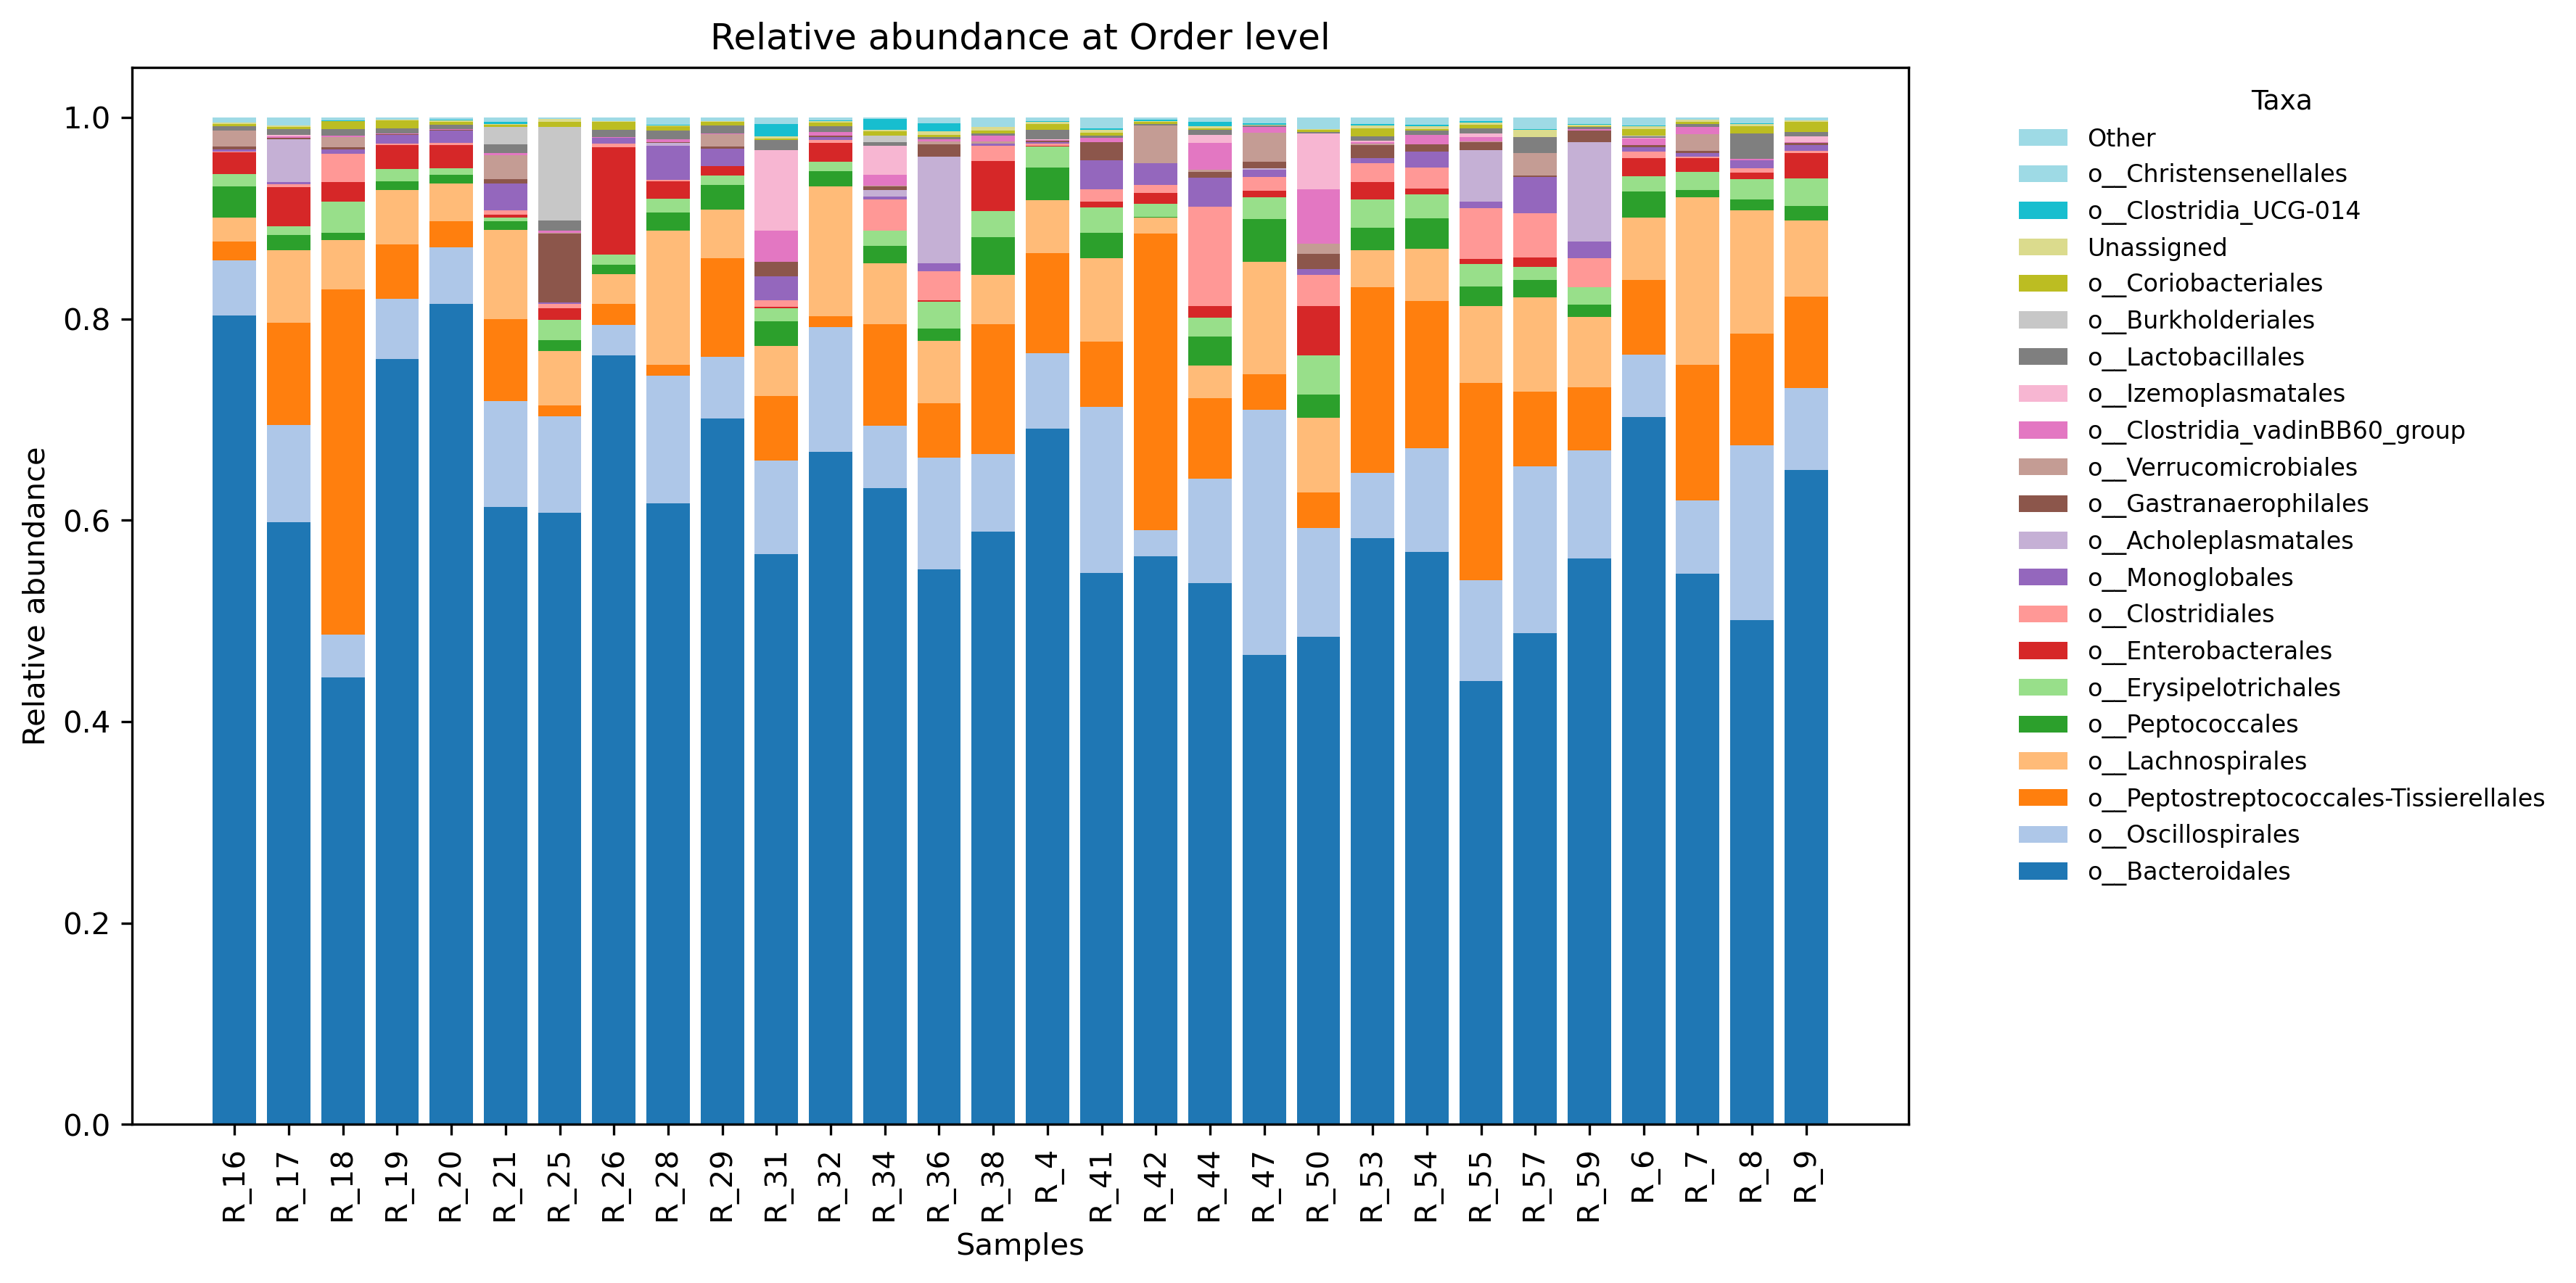 Relative abundance at Order level
Relative abundance
1.0
0.8
0.6
0.4
0.2
0.0
R_16
R_17
R_18
R_19
R_20
R_21
R_25
R_26
R_28
R_29
R_31
R_32
R_34
R_36
R_38
R_4
R_41
R_42
R_44
R_47
R_50
R_53
R_54
R_55
R_57
R_59
R_6
R_7
R_8
R_9
Samples
Taxa
Other
o__Christensenellales
o__Clostridia_UCG-014
Unassigned
o__Coriobacteriales
o__Burkholderiales
o__Lactobacillales
o__Izemoplasmatales
o__Clostridia_vadinBB60_group
o__Verrucomicrobiales
o__Gastranaerophilales
o__Acholeplasmatales
o__Monoglobales
o__Clostridiales
o__Enterobacterales
o__Erysipelotrichales
o__Peptococcales
o__Lachnospirales
o__Peptostreptococcales-Tissierellales
o__Oscillospirales
o__Bacteroidales